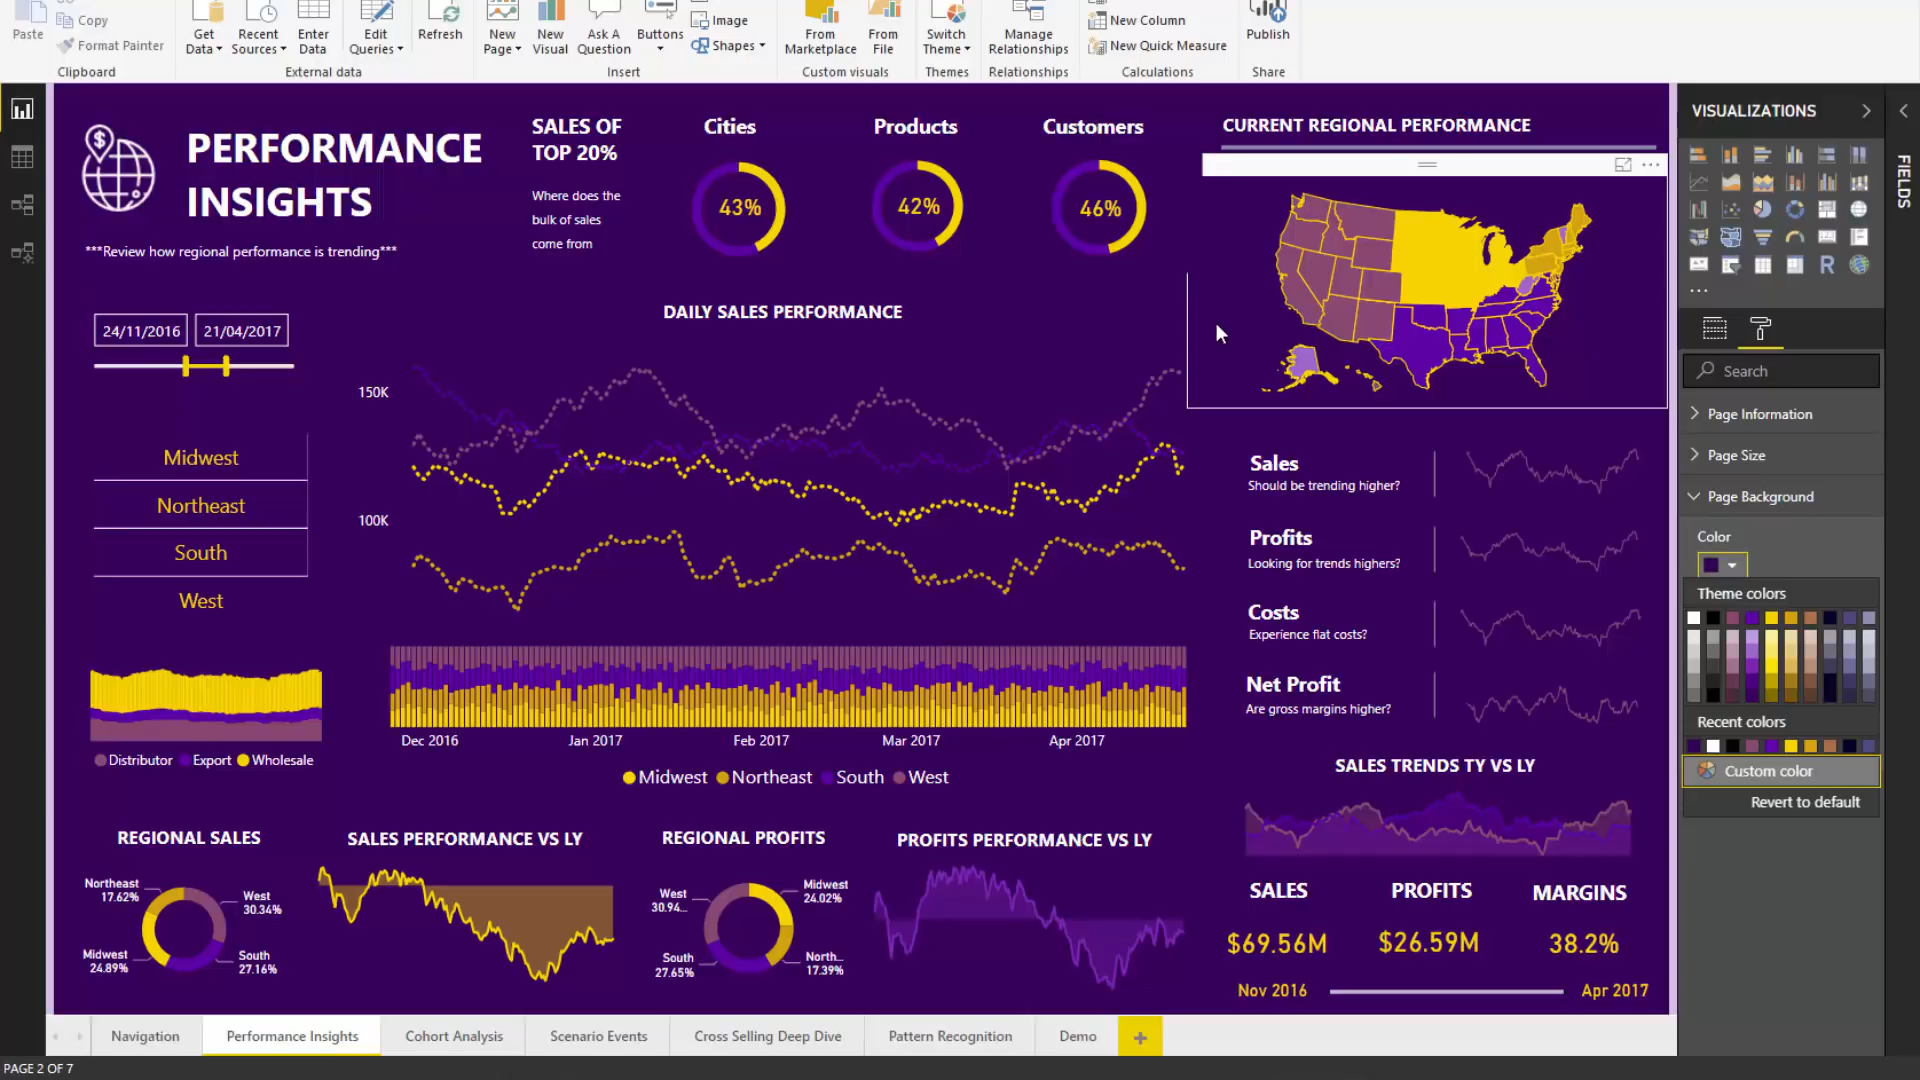 Paste
Copy
Format Painter
Clipboard
Get
Data
Recent
Sources
Enter
Data
Edit
Queries
Refresh
External data
New
Page
New
Visual
Ask A
Question
Buttons
Image
Shapes
Insert
From
Marketplace
From
File
Custom visuals
Switch
Theme
Themes
Manage
Relationships
Relationships
New Column
New Quick Measure
Calculations
Publish
Share
PERFORMANCE
INSIGHTS
***Review how regional performance is trending***
SALES OF
TOP 20%
Where does the
bulk of sales
come from
Cities
43%
Products
42%
Customers
46%
CURRENT REGIONAL PERFORMANCE
24/11/2016
21/04/2017
Midwest
Northeast
South
West
DAILY SALES PERFORMANCE
150K
100K
Dec 2016
Jan 2017
Feb 2017
Mar 2017
Apr 2017
Midwest Northeast South West
Distributor Export Wholesale
Sales
Should be trending higher?
Profits
Looking for trends highers?
Costs
Experience flat costs?
Net Profit
Are gross margins higher?
SALES TRENDS TY VS LY
REGIONAL SALES
Northeast
17.62%
West
30.34%
Midwest
24.89%
South
27.16%
SALES PERFORMANCE VS LY
REGIONAL PROFITS
West
30.94...
Midwest
24.02%
South
27.65%
North...
17.39%
PROFITS PERFORMANCE VS LY
SALES
PROFITS
MARGINS
$69.56M
$26.59M
38.2%
Nov 2016
Apr 2017
VISUALIZATIONS
FIELDS
R
Search
Page Information
Page Size
Page Background
Color
Theme colors
Recent colors
Custom color
Revert to default
Navigation
Performance Insights
Cohort Analysis
Scenario Events
Cross Selling Deep Dive
Pattern Recognition
Demo
PAGE 2 OF 7